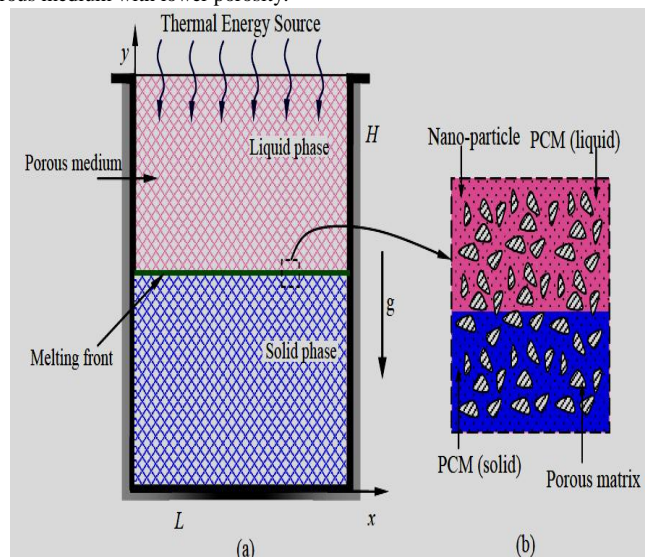 rous medium with lower porosity.
Thermal Energy Source
y
Liquid phase
H
Porous medium
Nano-particle
PCM (liquid)
g
Melting front
Solid phase
PCM (solid)
Porous matrix
L
x
(a)
(b)